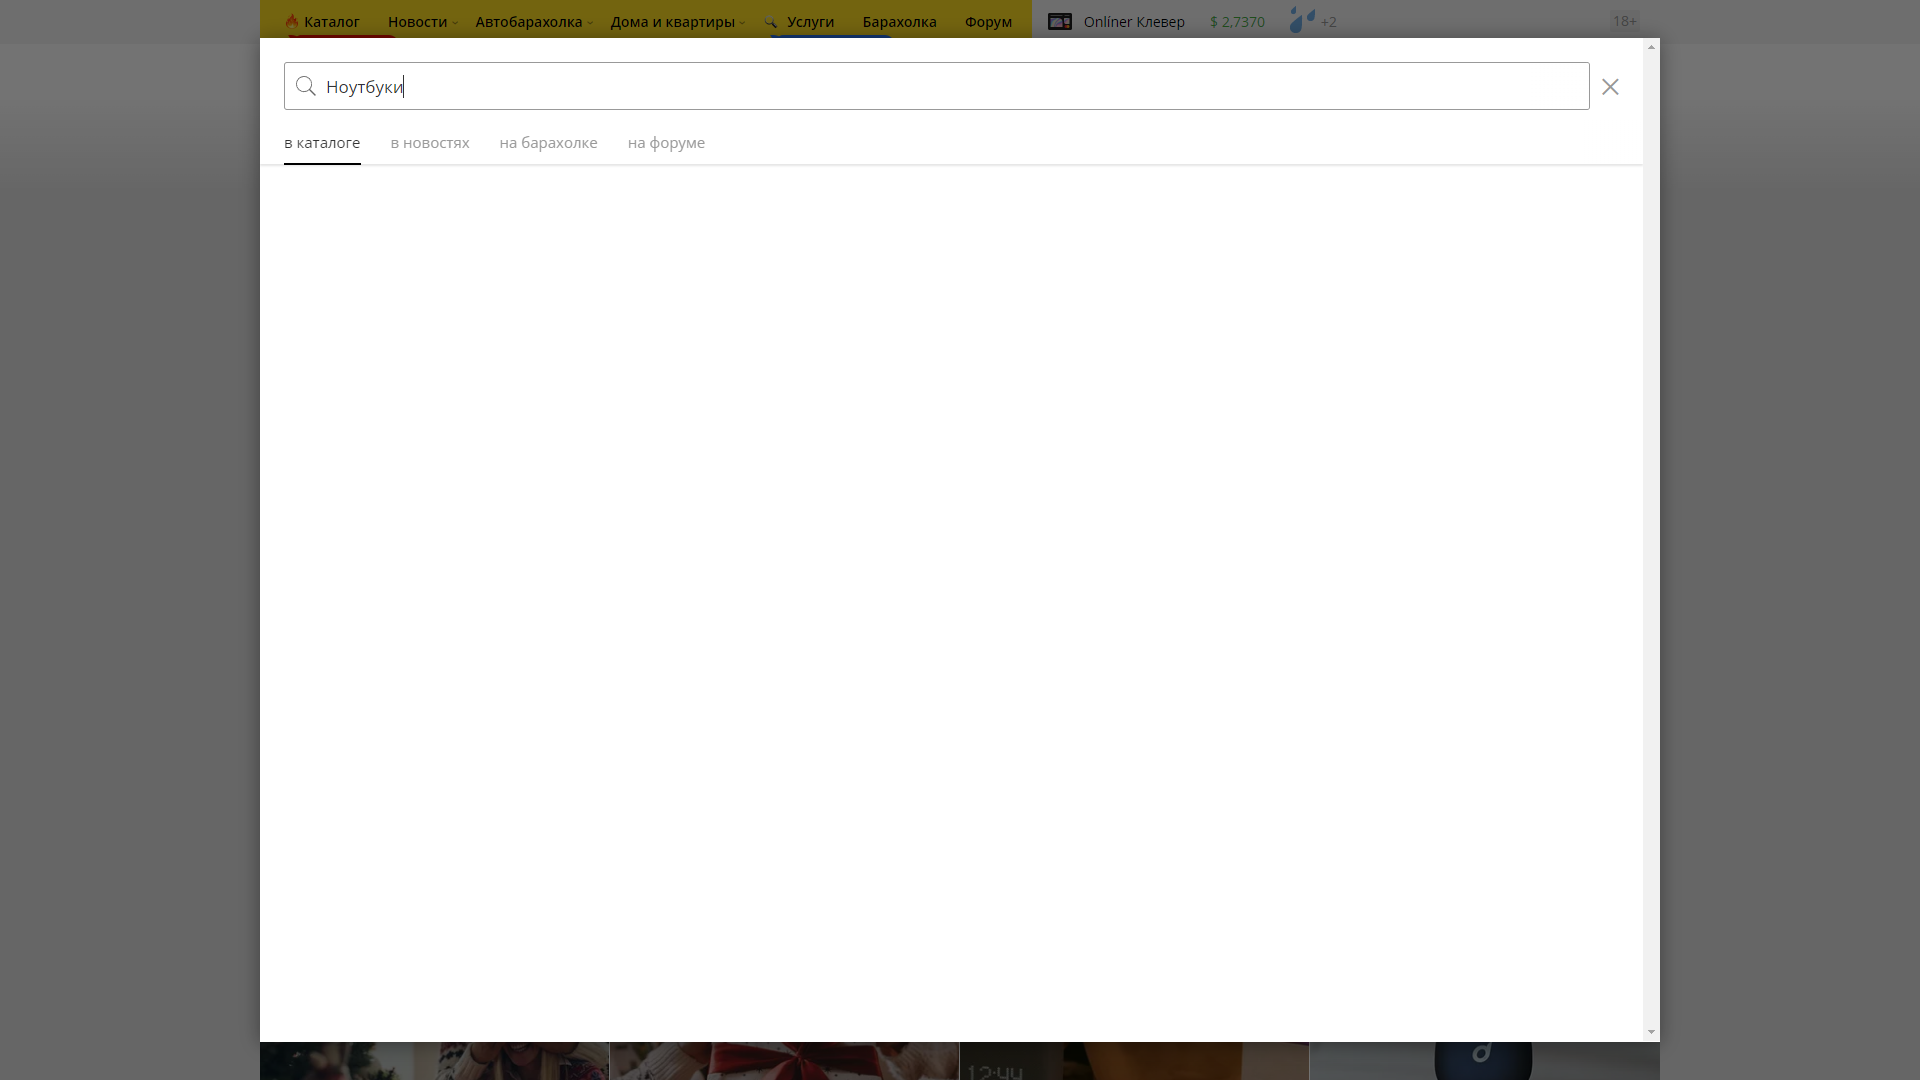 Каталог Новости Автобарахолка Дома и квартиры Услуги Барахолка Форум Onlíner Клевер $ 2,7370 +2 18+
Ноутбуки
в каталоге в новостях на барахолке на форуме
12:44